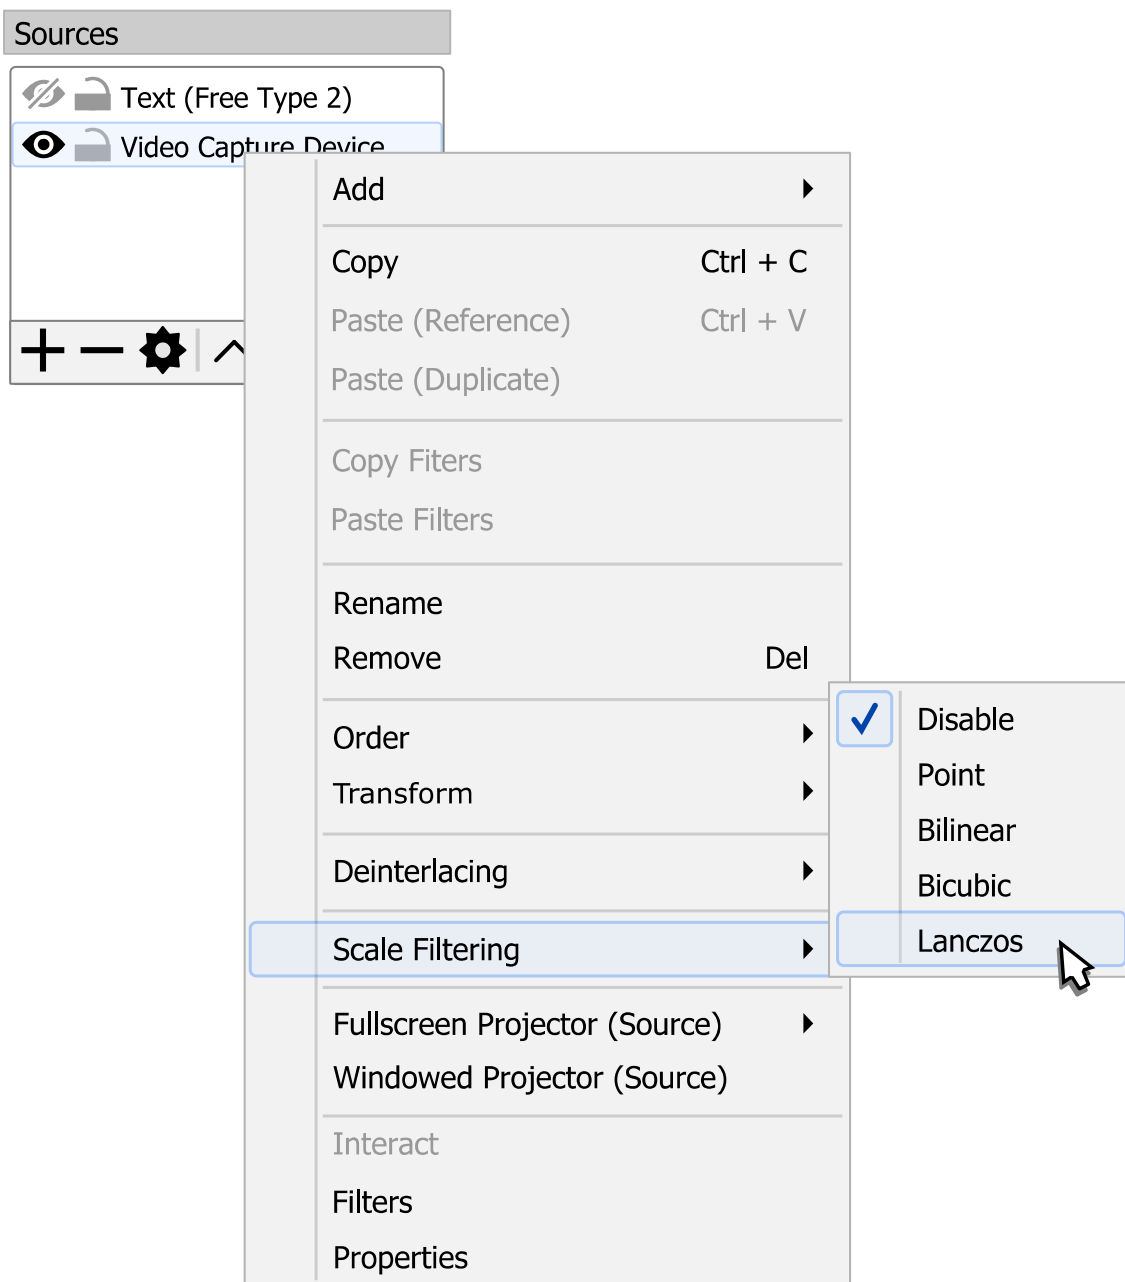 Sources
Text (Free Type 2)
Video Capture Device
Add
Copy Ctrl + C
Paste (Reference) Ctrl + V
Paste (Duplicate)
Copy Fiters
Paste Filters
Rename
Remove Del
Order
Transform
Deinterlacing
Scale Filtering
Fullscreen Projector (Source)
Windowed Projector (Source)
Interact
Filters
Properties
Disable
Point
Bilinear
Bicubic
Lanczos